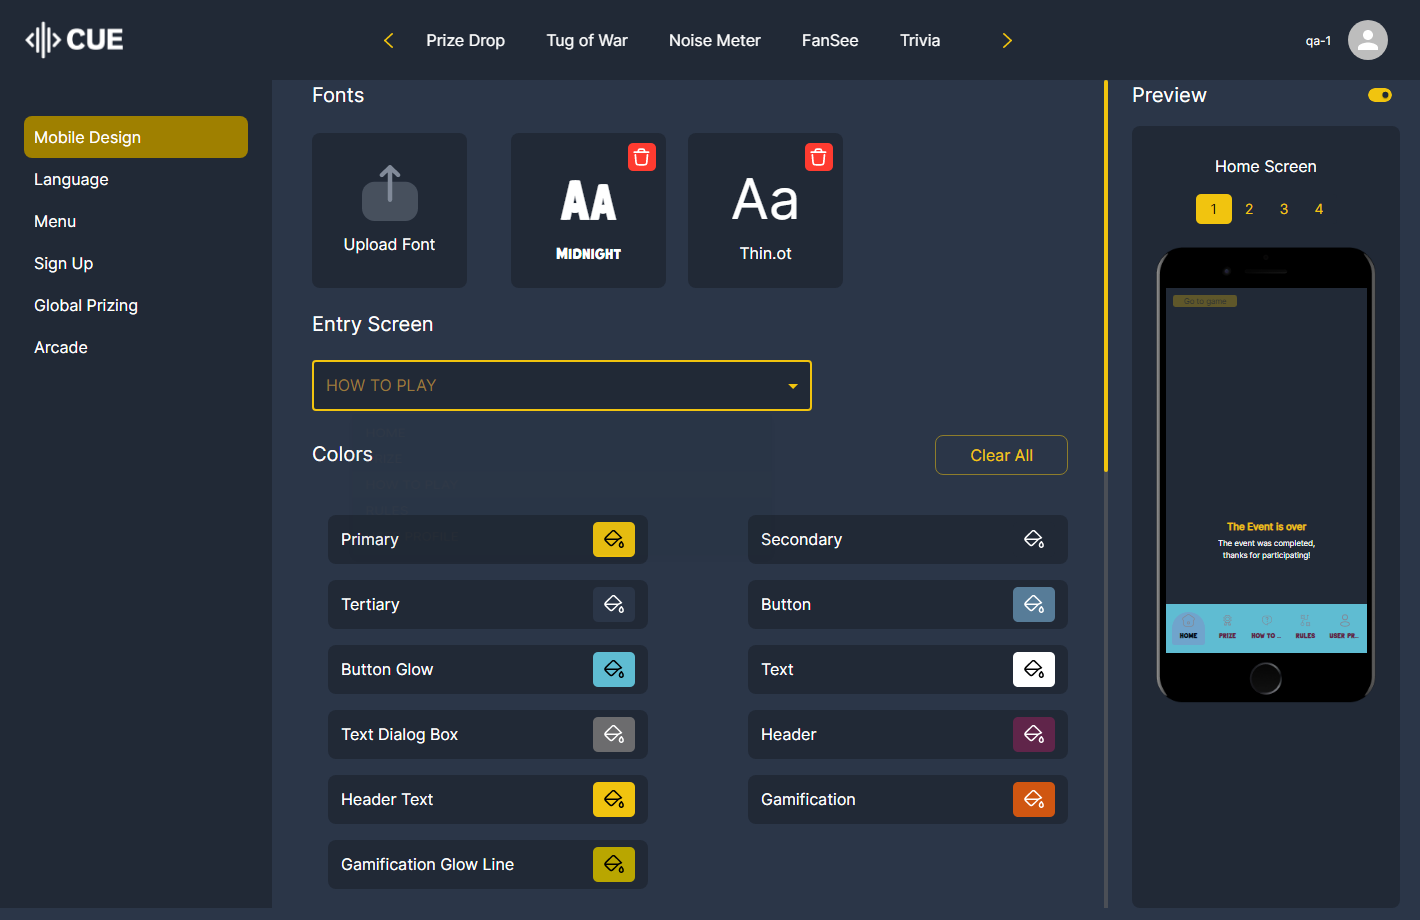 CUE
Prize Drop
Tug of War
Noise Meter
FanSee
Trivia
qa-1
Mobile Design
Language
Menu
Sign Up
Global Prizing
Arcade
Fonts
Upload Font
AA
MIDNIGHT
Aa
Thin.ot
Entry Screen
HOW TO PLAY
Colors
Clear All
Primary
Secondary
Tertiary
Button
Button Glow
Text
Text Dialog Box
Header
Header Text
Gamification
Gamification Glow Line
Preview
Home Screen
1 2 3 4
Go to game
The Event is over
The event was completed,
thanks for participating!
HOME PRIZE HOW TO ... RULES USER PR...